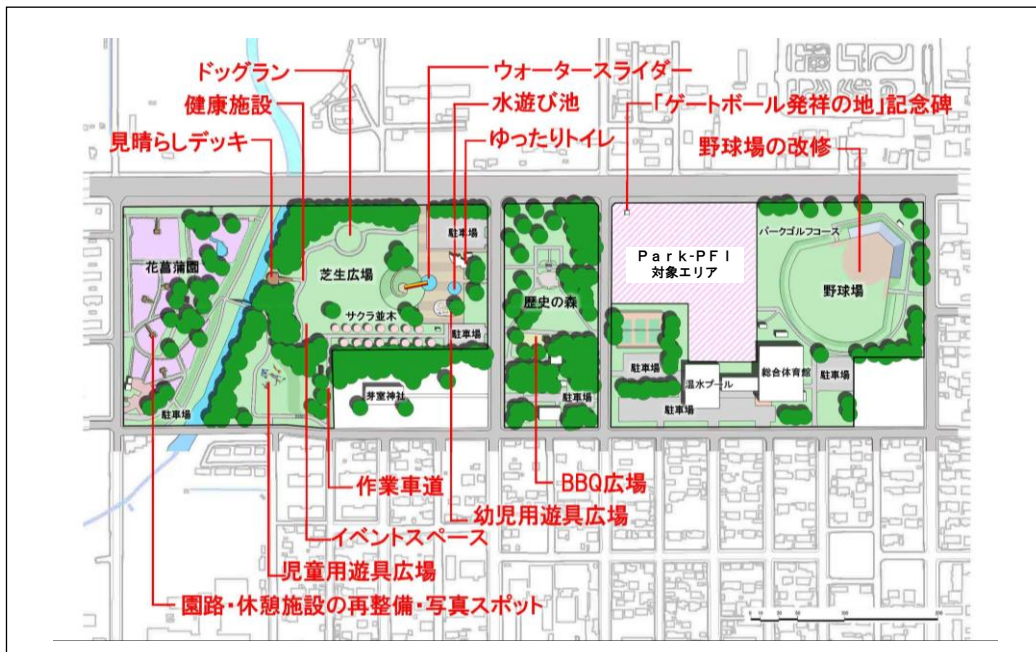 ドッグラン
ウォータースライダー
健康施設
水遊び池
「ゲートボール発祥の地」記念碑
見晴らしデッキ
ゆったりトイレ
野球場の改修
駐車場
パークゴルフコース
Park-PFI
対象エリア
花菖蒲園
芝生広場
歴史の森
野球場
サクラ並木
駐車場
駐車場
芽室神社
温水プール
総合体育館
駐車場
駐車場
駐車場
駐車場
作業車道
BBQ広場
幼児用遊具広場
イベントスペース
児童用遊具広場
園路・休憩施設の再整備・写真スポット